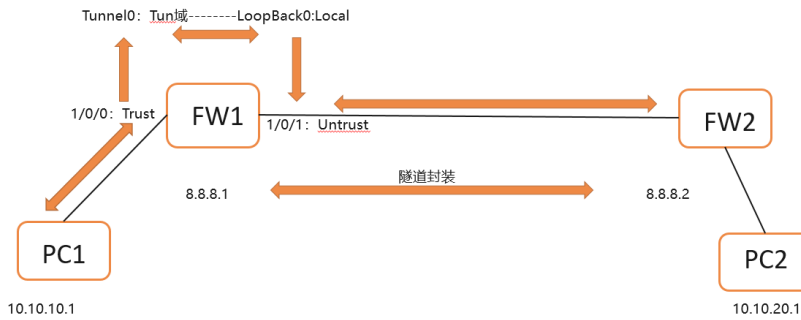 Tunnel0：Tun域--------LoopBack0:Local
1/0/0：Trust
FW1
1/0/1：Untrust
FW2
隧道封装
8.8.8.1
8.8.8.2
PC1
PC2
10.10.10.1
10.10.20.1